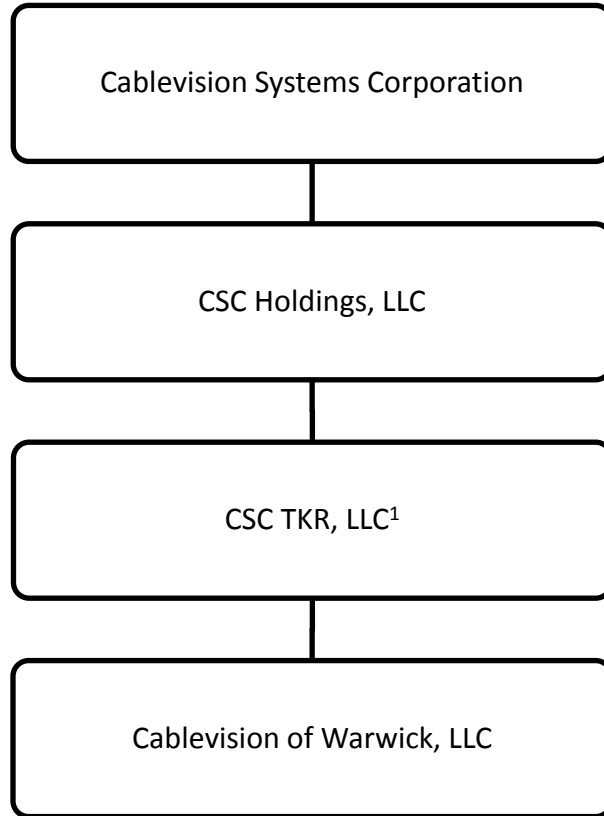 Cablevision Systems Corporation
CSC Holdings, LLC
CSC TKR, LLC¹
Cablevision of Warwick, LLC